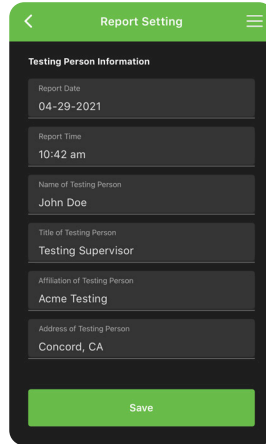 Report Setting
Testing Person Information
Report Date
04-29-2021
Report Time
10:42 am
Name of Testing Person
John Doe
Title of Testing Person
Testing Supervisor
Affiliation of Testing Person
Acme Testing
Address of Testing Person
Concord, CA
Save